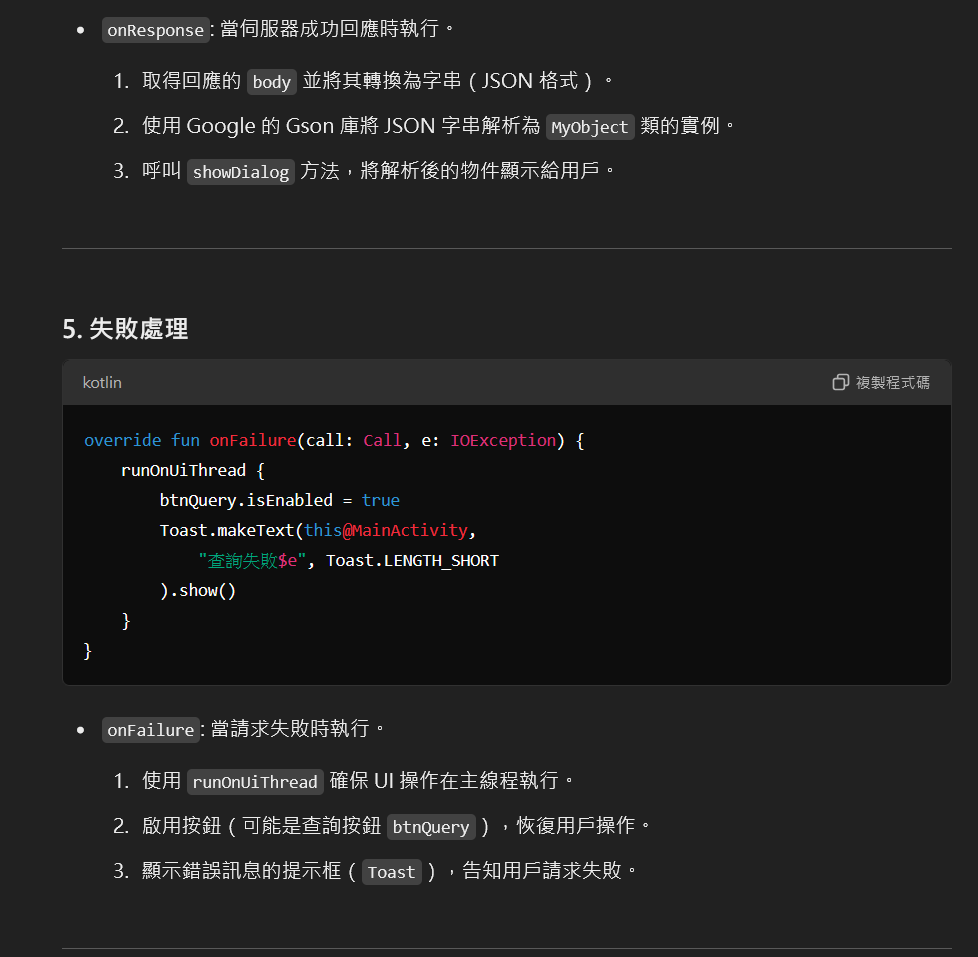 • onResponse: 當伺服器成功回應時執行。
1. 取得回應的 body 並將其轉換為字串（JSON 格式）。
2. 使用 Google 的 Gson 庫將 JSON 字串解析為 MyObject 類的實例。
3. 呼叫 showDialog 方法，將解析後的物件顯示給用戶。
5. 失敗處理
kotlin 複製程式碼
override fun onFailure(call: Call, e: IOException) {
    runOnUiThread {
        btnQuery.isEnabled = true
        Toast.makeText(this@MainActivity,
            "查詢失敗$e", Toast.LENGTH_SHORT
        ).show()
    }
}
• onFailure: 當請求失敗時執行。
1. 使用 runOnUiThread 確保 UI 操作在主線程執行。
2. 啟用按鈕（可能是查詢按鈕 btnQuery），恢復用戶操作。
3. 顯示錯誤訊息的提示框（Toast），告知用戶請求失敗。